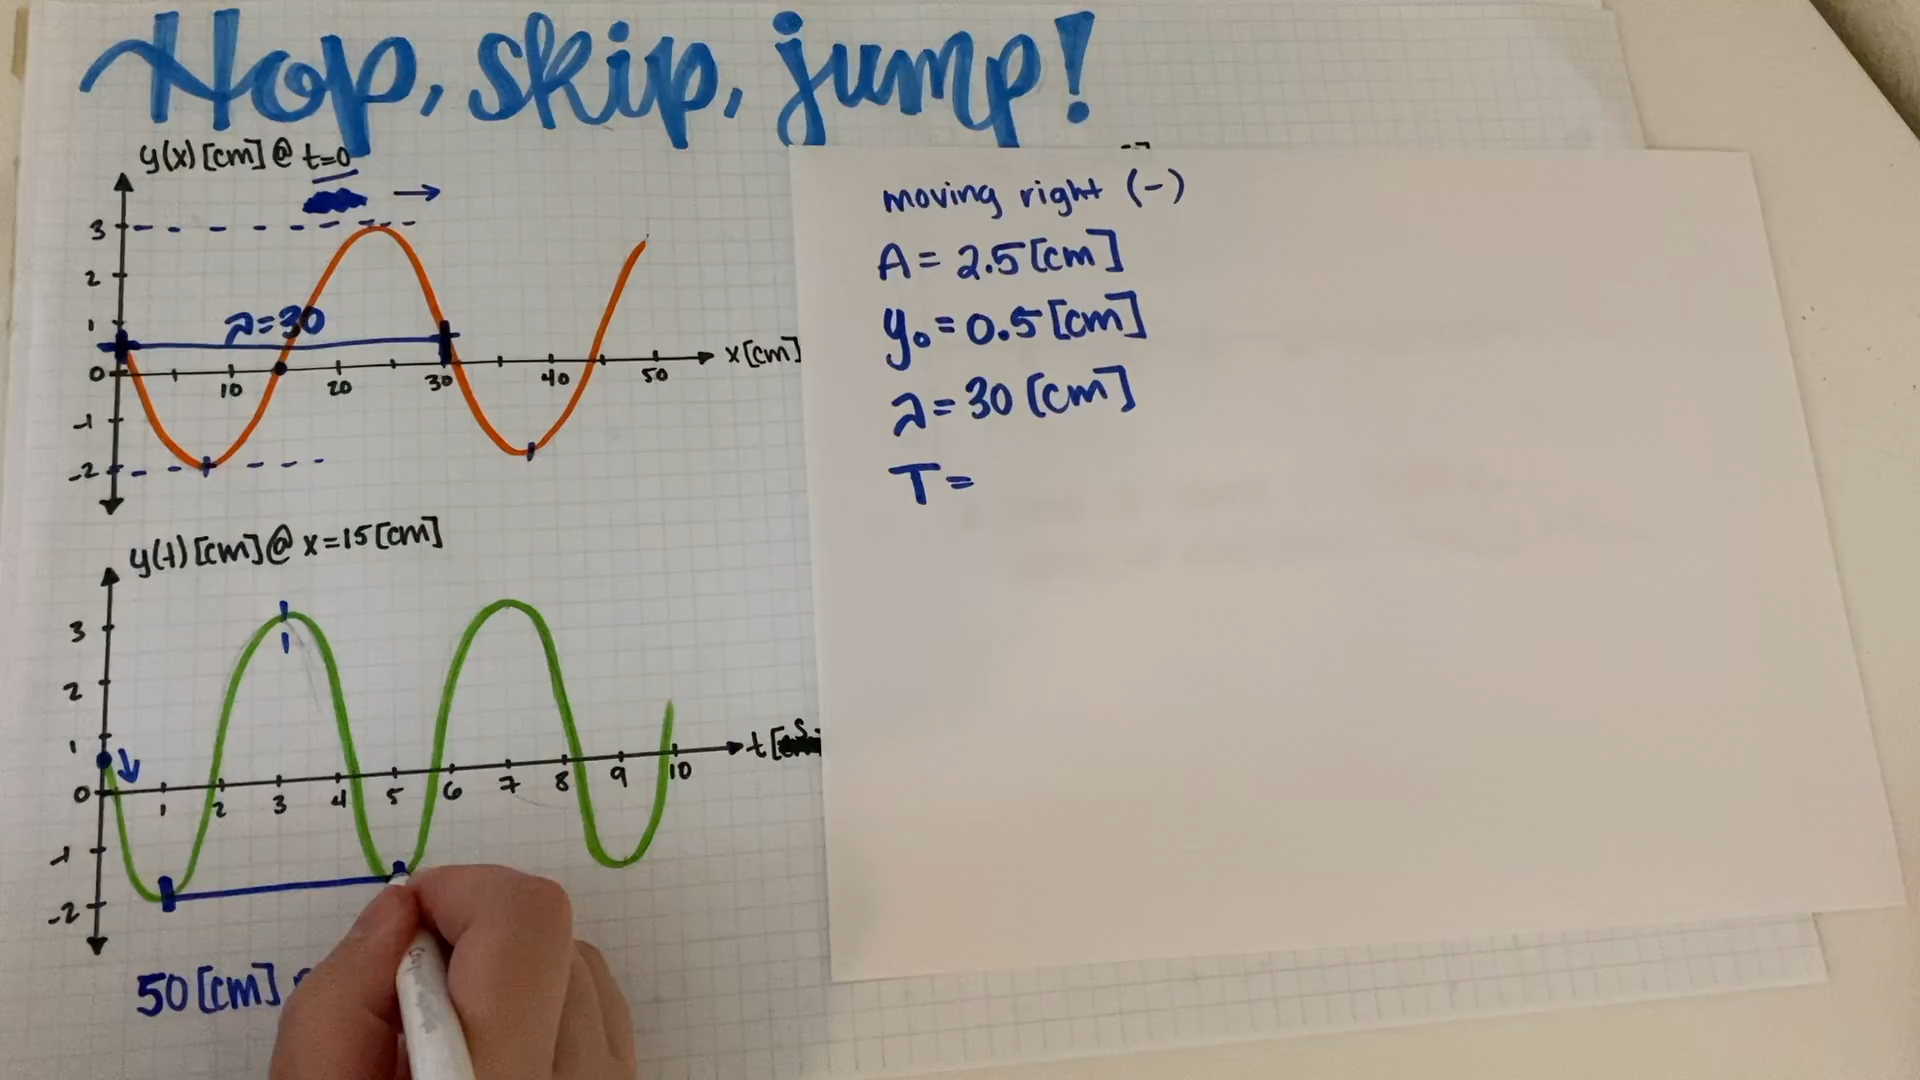 Hop, skip, jump!
y(x) [cm] @ t=0
3
2
1
0
-1
-2
λ=30
10
20
30
40
50
x[cm]
moving right (-)
A = 2.5 [cm]
y₀ = 0.5 [cm]
λ = 30 [cm]
T =
y(t) [cm] @ x=15 [cm]
3
2
1
0
-1
-2
1
2
3
4
5
6
7
8
9
10
t [s
50 [cm]